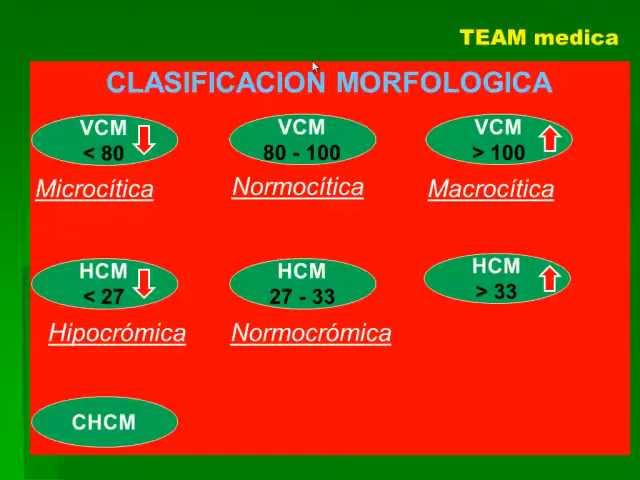 TEAM medica
CLASIFICACION MORFOLOGICA
VCM
< 80
VCM
80 - 100
VCM
> 100
Microcítica
Normocítica
Macrocítica
HCM
< 27
HCM
27 - 33
HCM
> 33
Hipocrómica
Normocrómica
CHCM